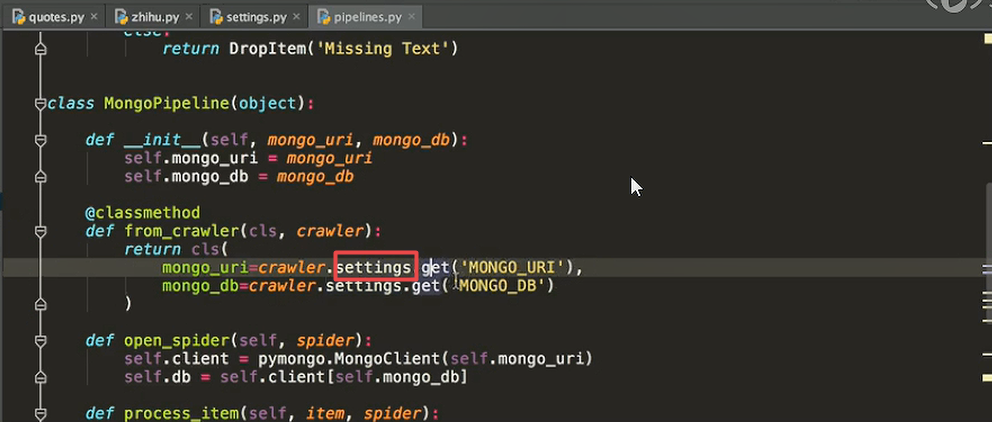 quotes.py × zhihu.py × settings.py × pipelines.py ×
else:
return DropItem('Missing Text')
class MongoPipeline(object):
def __init__(self, mongo_uri, mongo_db):
self.mongo_uri = mongo_uri
self.mongo_db = mongo_db
@classmethod
def from_crawler(cls, crawler):
return cls(
mongo_uri=crawler.settings.get('MONGO_URI'),
mongo_db=crawler.settings.get('MONGO_DB')
)
def open_spider(self, spider):
self.client = pymongo.MongoClient(self.mongo_uri)
self.db = self.client[self.mongo_db]
def process_item(self, item, spider):